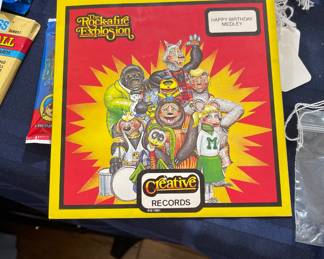 The
Rockafire
Explosion
HAPPY BIRTHDAY
MEDLEY
M
Creative
RECORDS